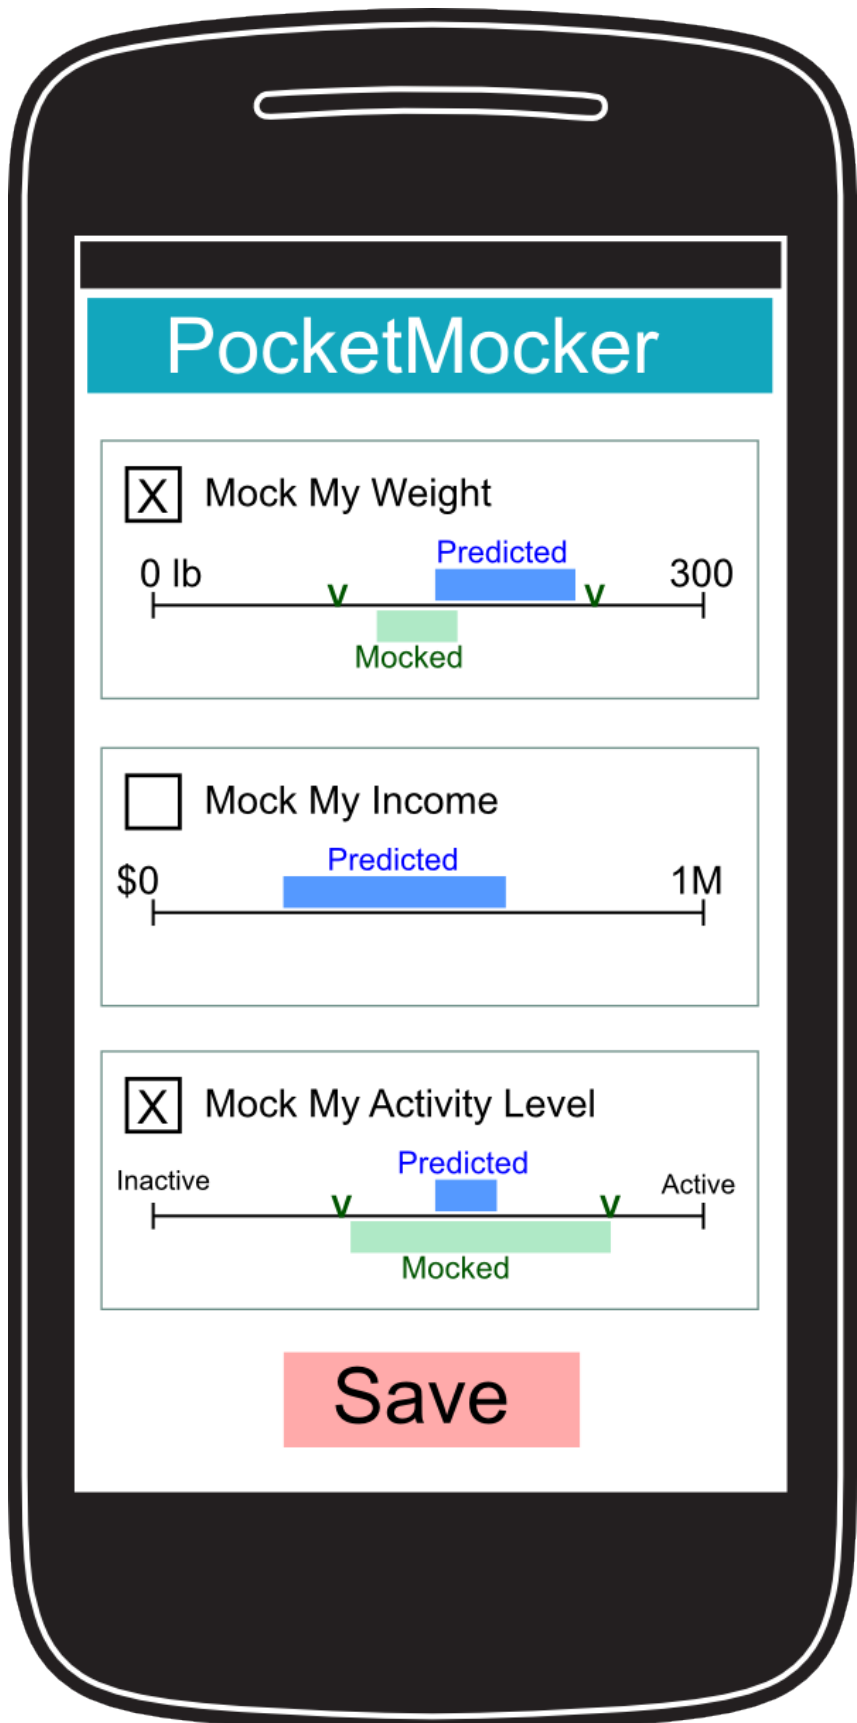 PocketMocker
X Mock My Weight
Predicted
0 lb 300
v v
Mocked
Mock My Income
Predicted
$0 1M
X Mock My Activity Level
Predicted
Inactive Active
v v
Mocked
Save